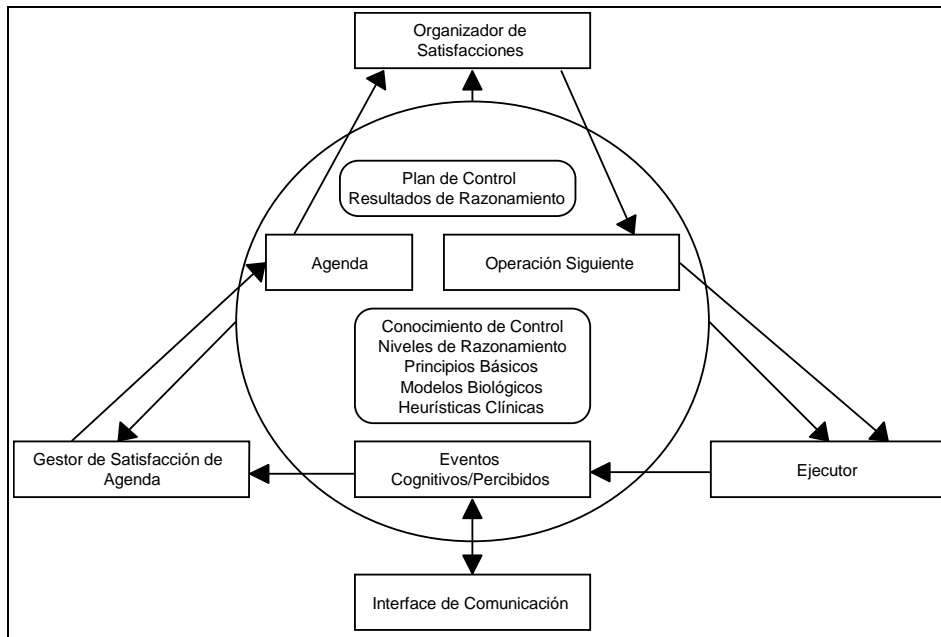 Organizador de
Satisfacciones
Plan de Control
Resultados de Razonamiento
Agenda
Operación Siguiente
Conocimiento de Control
Niveles de Razonamiento
Principios Básicos
Modelos Biológicos
Heurísticas Clínicas
Gestor de Satisfacción de
Agenda
Eventos
Cognitivos/Percibidos
Ejecutor
Interface de Comunicación